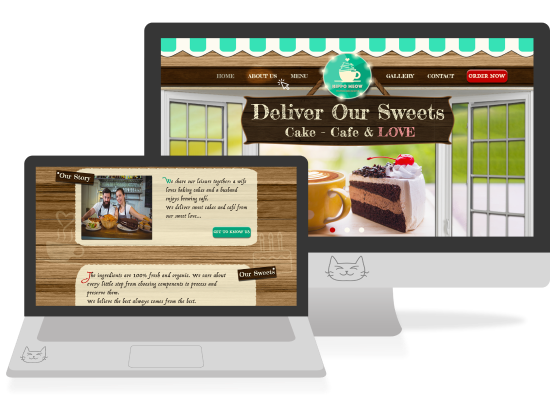 HOME ABOUT US MENU GALLERY CONTACT ORDER NOW
Deliver Our Sweets
Cake - Cafe & LOVE
"Our Story
"We share our leisure together: a wife
loves baking cakes and a husband
enjoys brewing café.
We deliver sweet cakes and café from
our sweet love...
GET TO KNOW US
Our Sweets"
The ingredients are 100% fresh and organic. We care about
every little step from choosing components to process and
preserve them.
We believe the best always comes from the best.